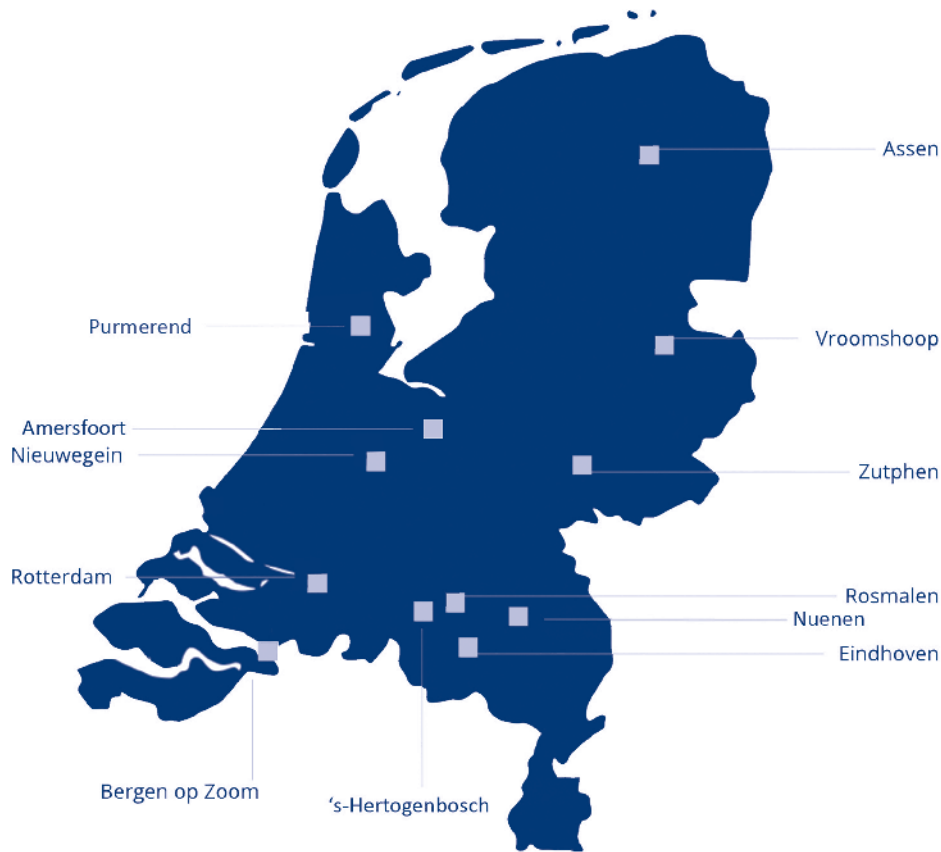 Assen
Purmerend
Vroomshoop
Amersfoort
Nieuwegein
Zutphen
Rotterdam
Rosmalen
Nuenen
Eindhoven
Bergen op Zoom
‘s-Hertogenbosch